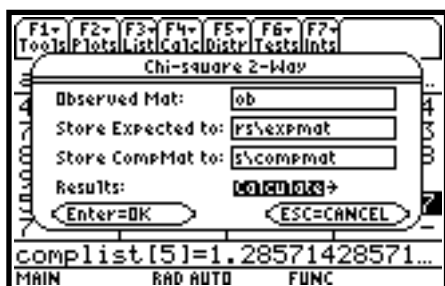 F1 F2 F3 F4 F5 F6 F7
Tools Plots List Calc Distr Tests Ints
Chi-square 2-Way
Observed Mat: ob
Store Expected to: rs\expmat
Store CompMat to: s\compmat
Results: Calculate→
Enter=OK ESC=CANCEL
complist[5]=1.28571428571…
MAIN RAD AUTO FUNC